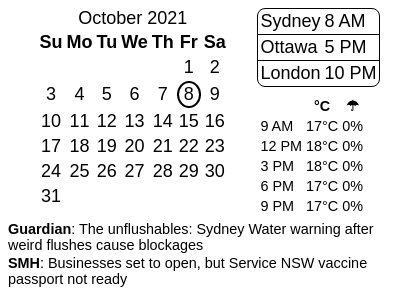 October 2021
Su Mo Tu We Th Fr Sa
1 2
3 4 5 6 7 8 9
10 11 12 13 14 15 16
17 18 19 20 21 22 23
24 25 26 27 28 29 30
31
Sydney 8 AM
Ottawa 5 PM
London 10 PM
°C ☂
9 AM 17°C 0%
12 PM 18°C 0%
3 PM 18°C 0%
6 PM 17°C 0%
9 PM 17°C 0%
Guardian: The unflushables: Sydney Water warning after
weird flushes cause blockages
SMH: Businesses set to open, but Service NSW vaccine
passport not ready